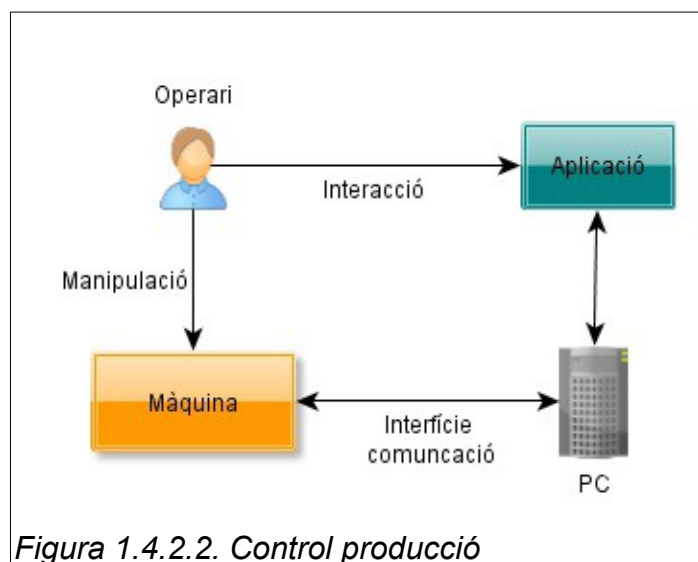 Operari
Aplicació
Interacció
Manipulació
Màquina
Interfície
comuncació
PC
Figura 1.4.2.2. Control producció